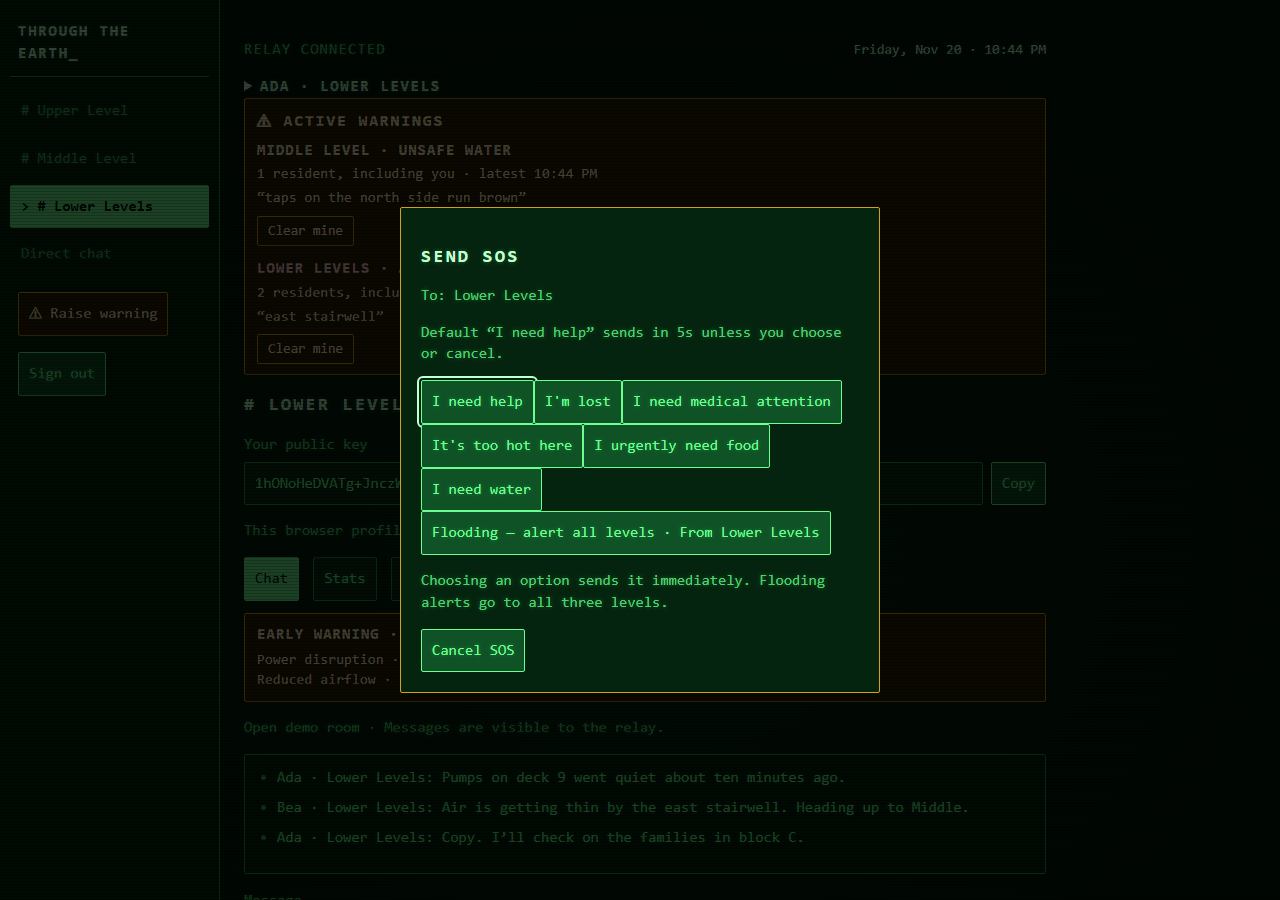 THROUGH THE
EARTH_
# Upper Level
# Middle Level
> # Lower Levels
Direct chat
⚠ Raise warning
Sign out
RELAY CONNECTED
Friday, Nov 20 · 10:44 PM
▶ ADA · LOWER LEVELS
⚠ ACTIVE WARNINGS
MIDDLE LEVEL · UNSAFE WATER
1 resident, including you · latest 10:44 PM
“taps on the north side run brown”
Clear mine
LOWER LEVELS ·
2 residents, inclu
“east stairwell”
Clear mine
# LOWER LEVEL
Your public key
1hONoHeDVATg+Jncz
Copy
This browser profil
Chat
Stats
EARLY WARNING ·
Power disruption ·
Reduced airflow ·
Open demo room · Messages are visible to the relay.
• Ada · Lower Levels: Pumps on deck 9 went quiet about ten minutes ago.
• Bea · Lower Levels: Air is getting thin by the east stairwell. Heading up to Middle.
• Ada · Lower Levels: Copy. I’ll check on the families in block C.
SEND SOS
To: Lower Levels
Default “I need help” sends in 5s unless you choose
or cancel.
I need help
I'm lost
I need medical attention
It's too hot here
I urgently need food
I need water
Flooding — alert all levels · From Lower Levels
Choosing an option sends it immediately. Flooding
alerts go to all three levels.
Cancel SOS